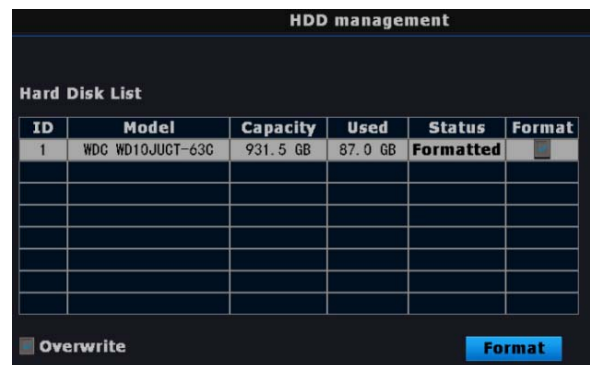 HDD management
Hard Disk List
ID Model Capacity Used Status Format
1 WDC WD10JUCT-63C 931.5 GB 87.0 GB Formatted
Overwrite
Format